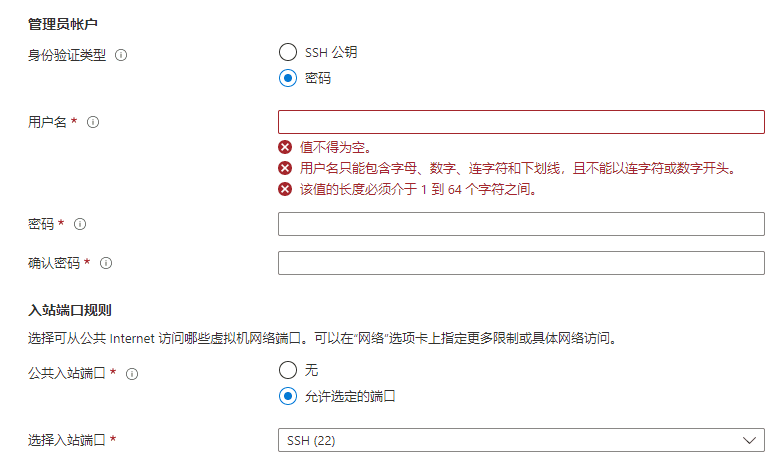 管理员帐户
身份验证类型
SSH 公钥
密码
用户名 *
值不得为空。
用户名只能包含字母、数字、连字符和下划线，且不能以连字符或数字开头。
该值的长度必须介于 1 到 64 个字符之间。
密码 *
确认密码 *
入站端口规则
选择可从公共 Internet 访问哪些虚拟机网络端口。可以在“网络”选项卡上指定更多限制或具体网络访问。
公共入站端口 *
无
允许选定的端口
选择入站端口 *
SSH (22)